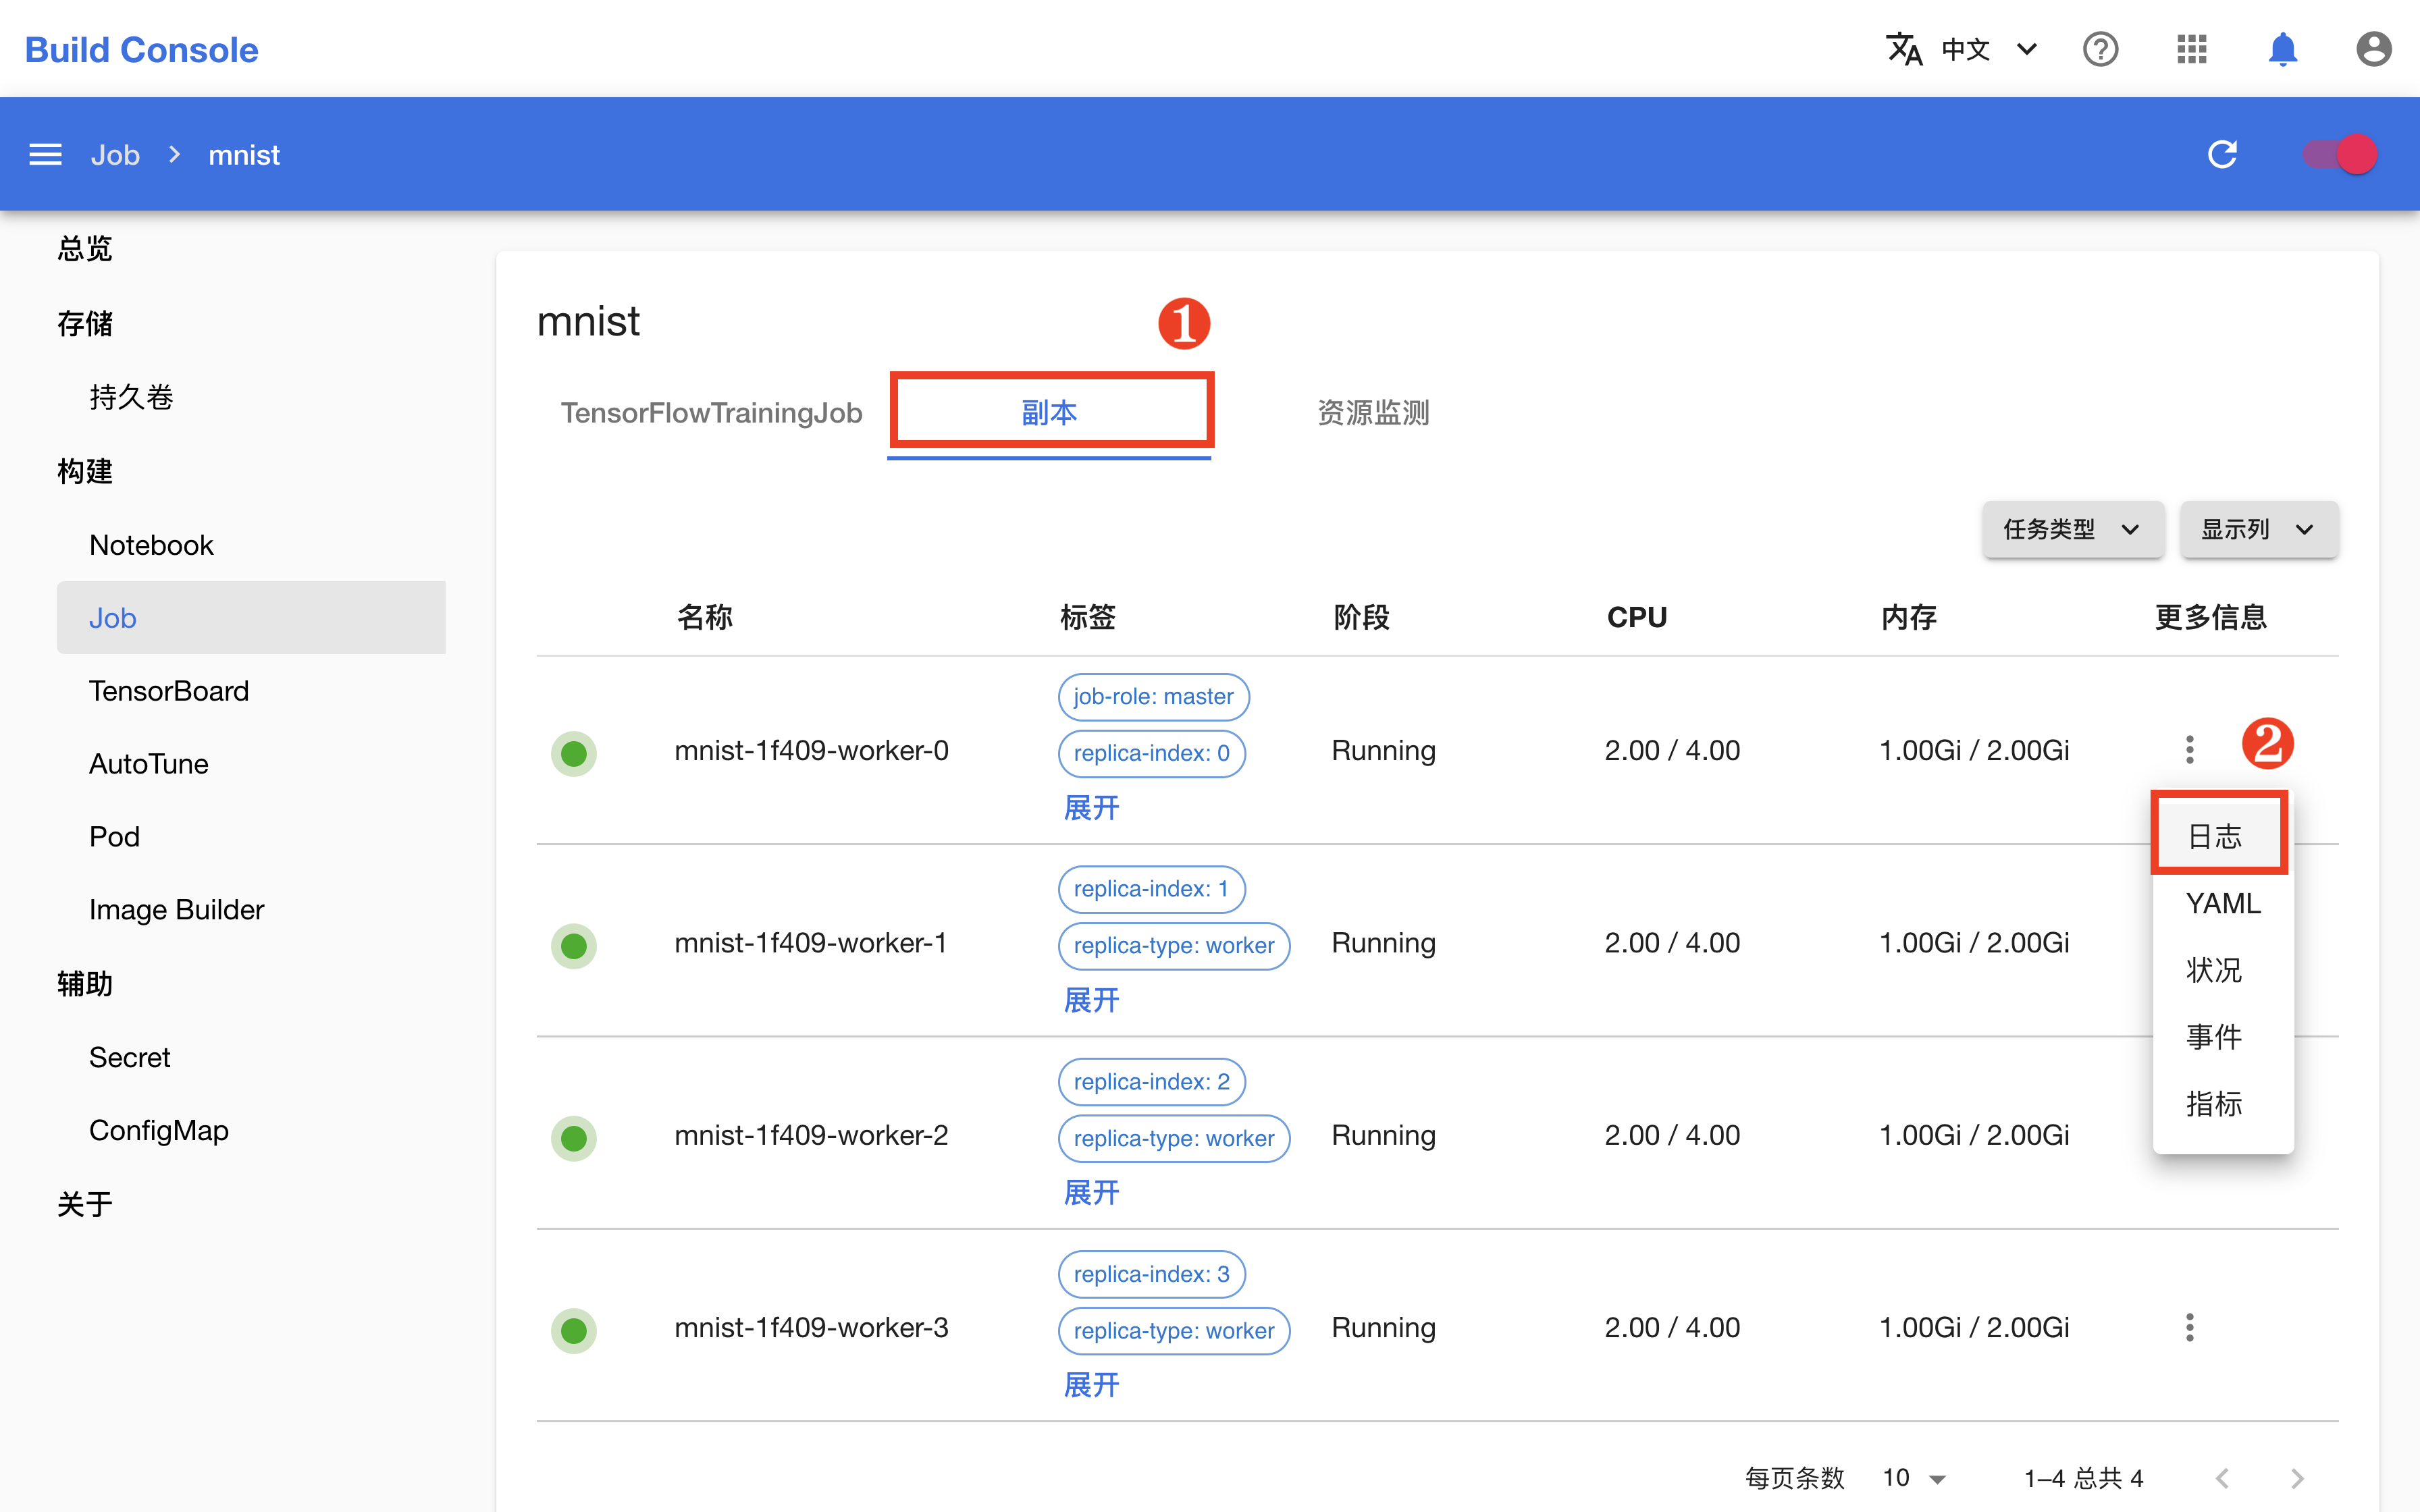 Build Console
中文
Job > mnist
总览
存储
持久卷
构建
Notebook
Job
TensorBoard
AutoTune
Pod
Image Builder
辅助
Secret
ConfigMap
关于
mnist
1
TensorFlowTrainingJob 副本 资源监测
任务类型 显示列
名称 标签 阶段 CPU 内存 更多信息
job-role: master
mnist-1f409-worker-0 replica-index: 0 Running 2.00 / 4.00 1.00Gi / 2.00Gi 2
展开
replica-index: 1
mnist-1f409-worker-1 replica-type: worker Running 2.00 / 4.00 1.00Gi / 2.00Gi
展开
replica-index: 2
mnist-1f409-worker-2 replica-type: worker Running 2.00 / 4.00 1.00Gi / 2.00Gi
展开
replica-index: 3
mnist-1f409-worker-3 replica-type: worker Running 2.00 / 4.00 1.00Gi / 2.00Gi
展开
日志
YAML
状况
事件
指标
每页条数 10 1–4 总共 4